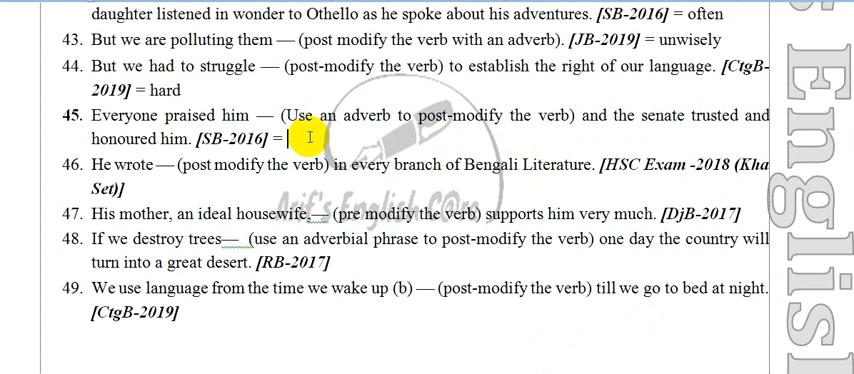 daughter listened in wonder to Othello as he spoke about his adventures. [SB-2016] = often
43. But we are polluting them — (post modify the verb with an adverb). [JB-2019] = unwisely
44. But we had to struggle — (post-modify the verb) to establish the right of our language. [CtgB-
2019] = hard
45. Everyone praised him — (Use an adverb to post-modify the verb) and the senate trusted and
honoured him. [SB-2016] =
46. He wrote — (post modify the verb) in every branch of Bengali Literature. [HSC Exam -2018 (Kha
Set)]
47. His mother, an ideal housewife, — (pre modify the verb) supports him very much. [DjB-2017]
48. If we destroy trees— (use an adverbial phrase to post-modify the verb) one day the country will
turn into a great desert. [RB-2017]
49. We use language from the time we wake up (b) — (post-modify the verb) till we go to bed at night.
[CtgB-2019]
Arif's English C@re
s English